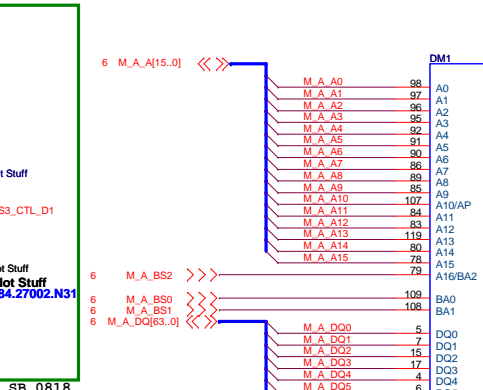 DM1
6 M_A_A[15..0]
M_A_A0 98 A0
M_A_A1 97 A1
M_A_A2 96 A2
M_A_A3 95 A3
M_A_A4 92 A4
M_A_A5 91 A5
M_A_A6 90 A6
M_A_A7 86 A7
M_A_A8 89 A8
M_A_A9 85 A9
M_A_A10 107 A10/AP
M_A_A11 84 A11
M_A_A12 83 A12
M_A_A13 119 A13
M_A_A14 80 A14
M_A_A15 78 A15
6 M_A_BS2 79 A16/BA2
6 M_A_BS0 109 BA0
6 M_A_BS1 108 BA1
6 M_A_DQ[63..0]
M_A_DQ0 5 DQ0
M_A_DQ1 7 DQ1
M_A_DQ2 15 DQ2
M_A_DQ3 17 DQ3
M_A_DQ4 4 DQ4
M_A_DQ5
t Stuff
S3_CTL_D1
ot Stuff
lot Stuff
84.27002.N31
SB 0818